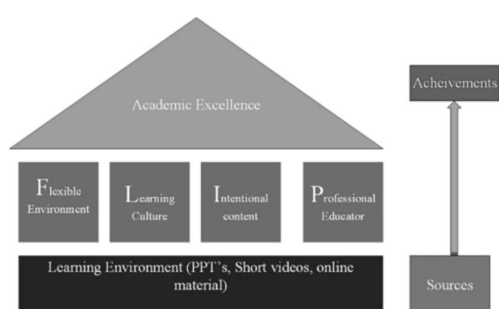 Academic Excellence
Acheivements
Flexible
Environment
Learning
Culture
Intentional
content
Professional
Educator
Learning Environment (PPT's, Short videos, online
material)
Sources